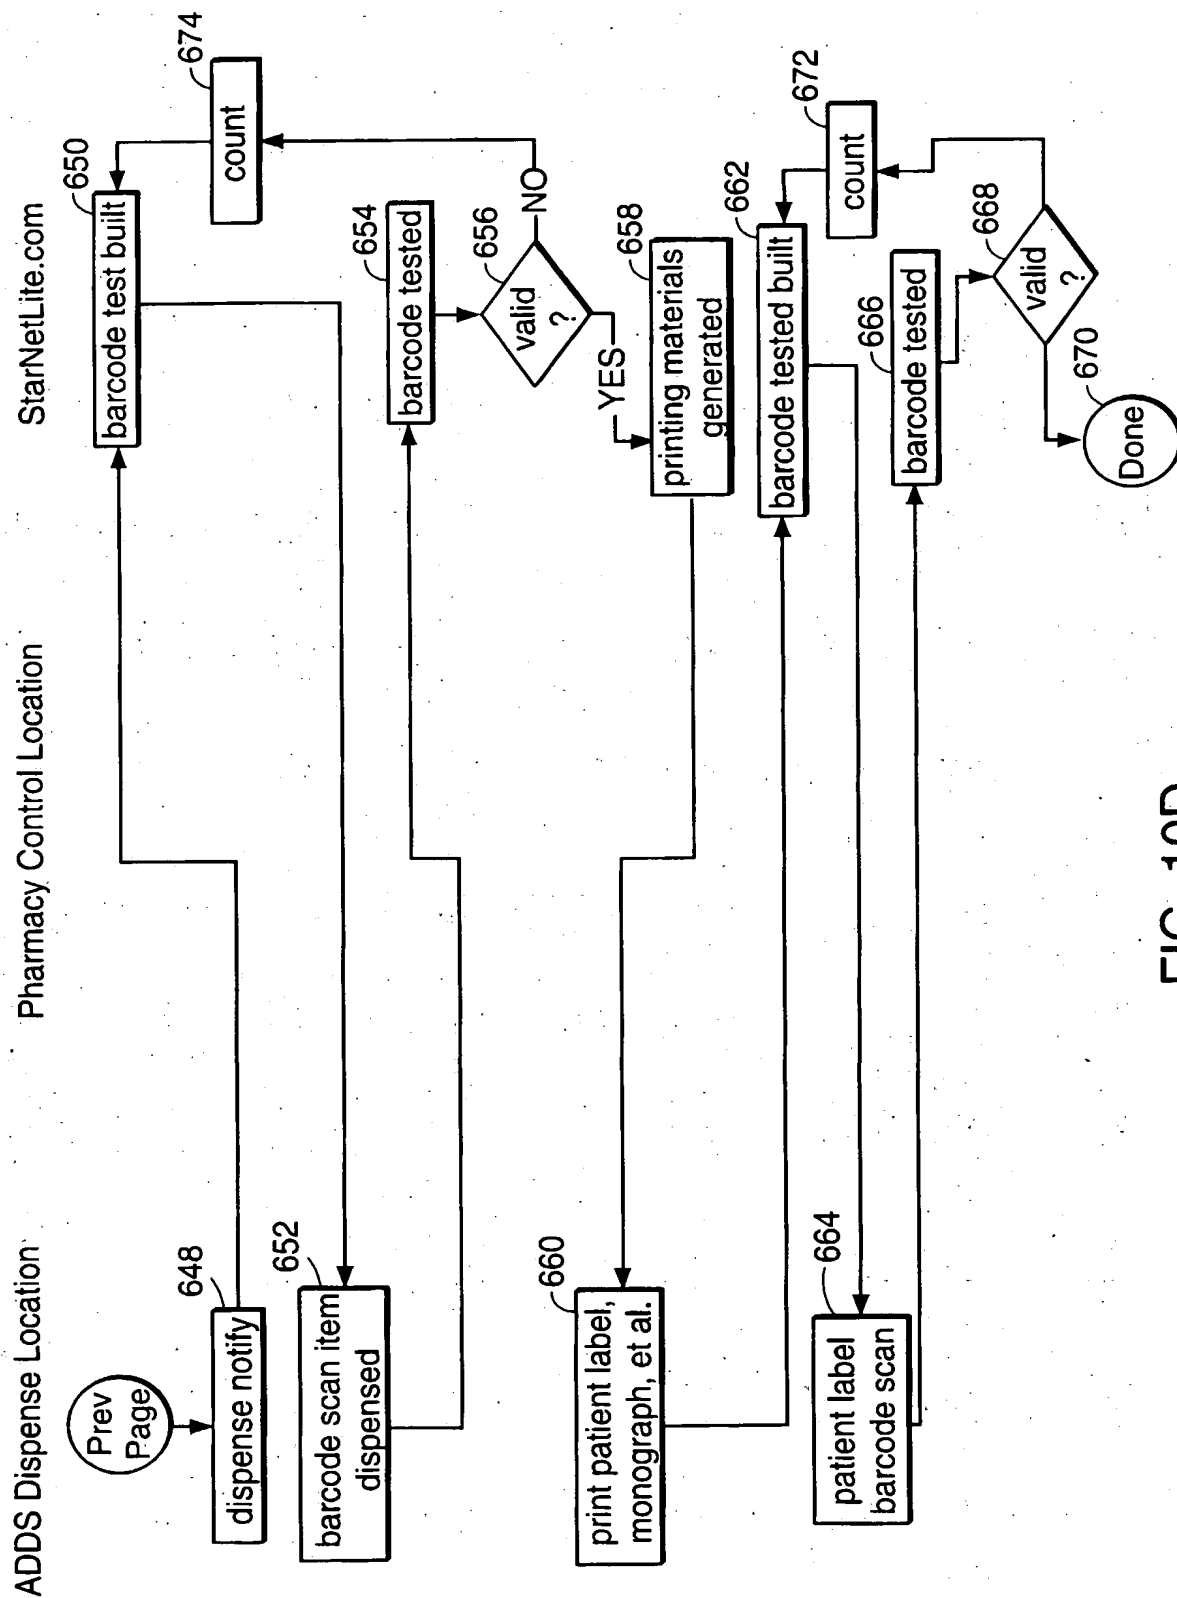 ADDS Dispense Location
Pharmacy Control Location
StarNetLite.com
Prev
Page
648
dispense notify
650
barcode test built
674
count
652
barcode scan item
dispensed
654
barcode tested
656
valid
?
NO
YES
658
printing materials
generated
660
print patient label,
monograph, et al.
662
barcode tested built
672
count
664
patient label
barcode scan
666
barcode tested
668
valid
?
670
Done